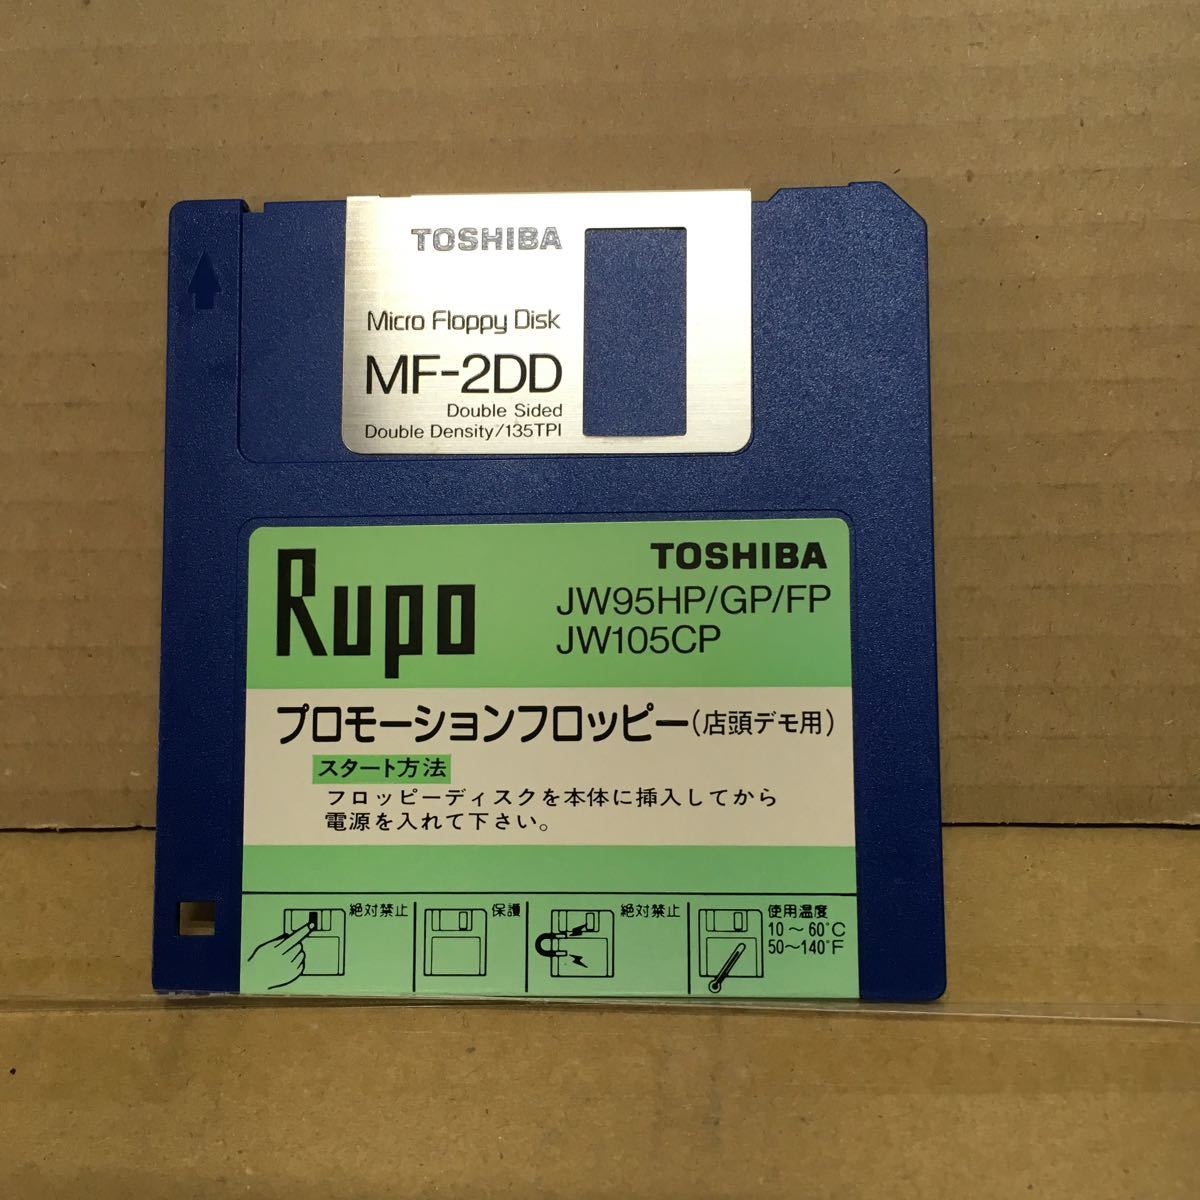 TOSHIBA
Micro Floppy Disk
MF-2DD
Double Sided
Double Density/135TPI
Rupo
TOSHIBA
JW95HP/GP/FP
JW105CP
プロモーションフロッピー(店頭デモ用)
スタート方法
フロッピーディスクを本体に挿入してから
電源を入れて下さい。
絶対禁止
保護
絶対禁止
使用温度
10～60°C
50～140°F